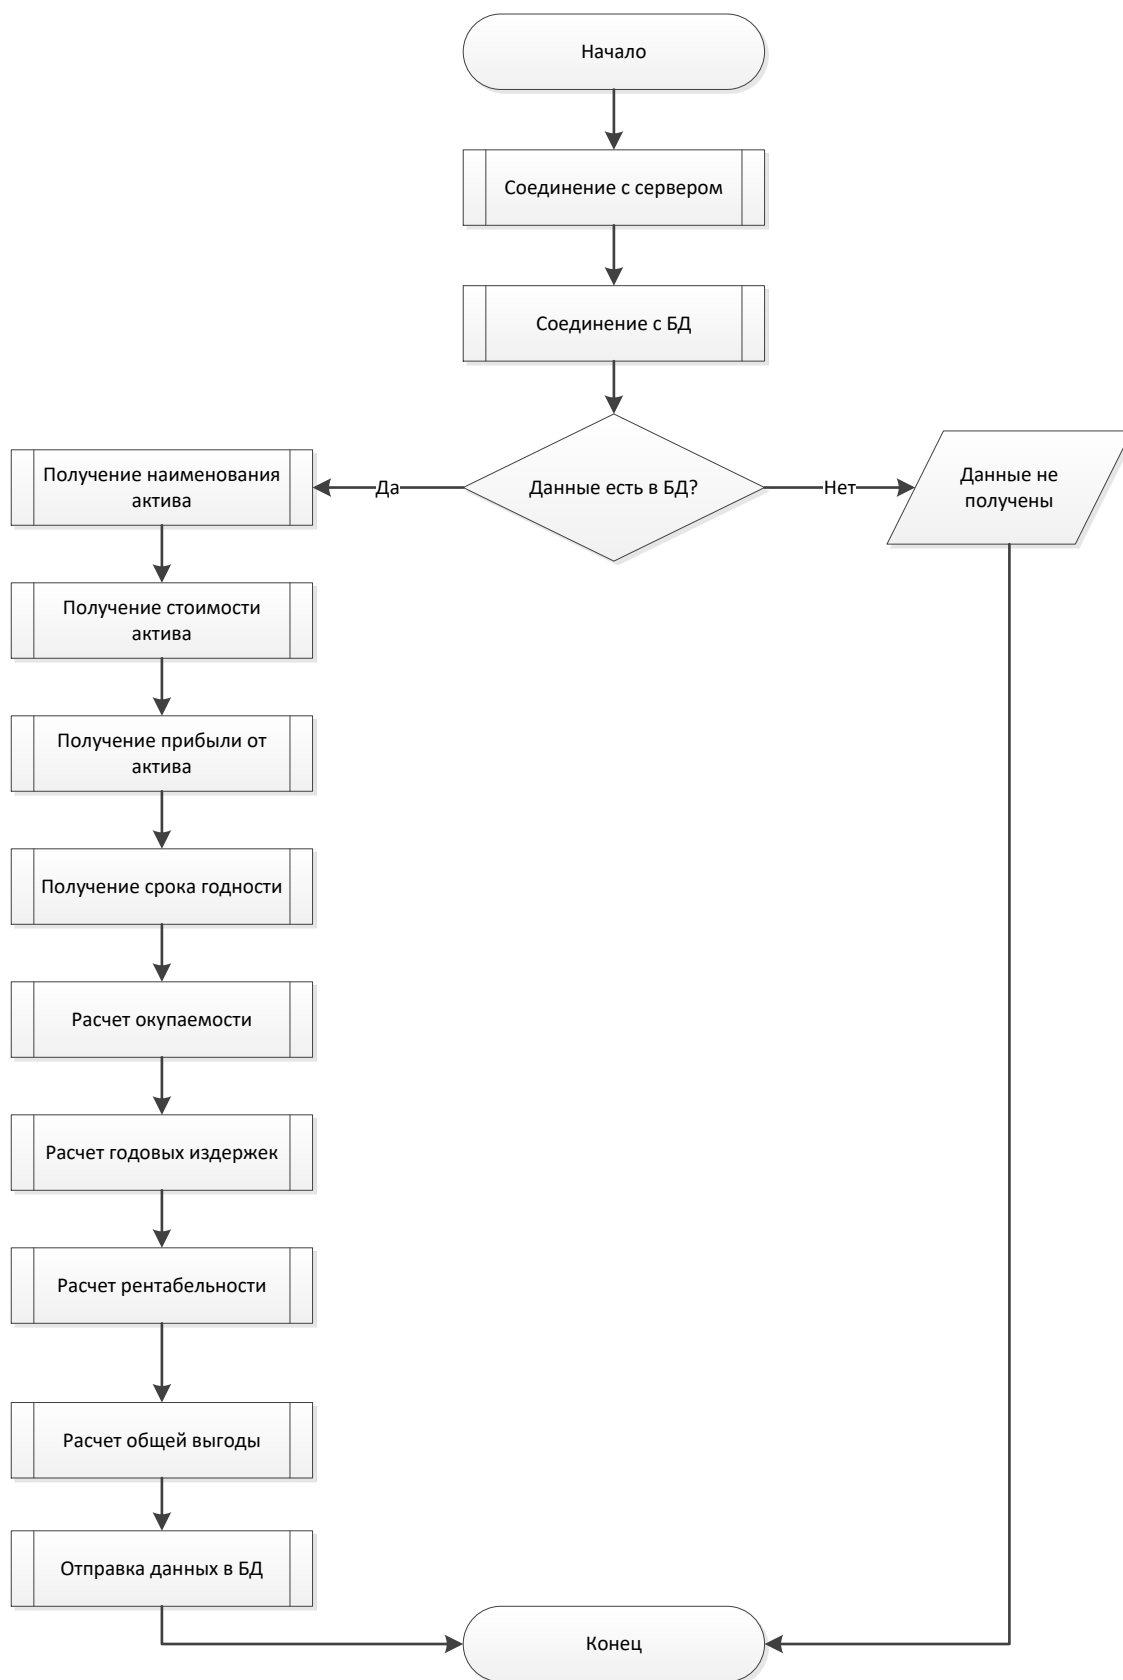 Начало
Соединение с сервером
Соединение с БД
Данные есть в БД?
Да
Нет
Данные не
получены
Получение наименования
актива
Получение стоимости
актива
Получение прибыли от
актива
Получение срока годности
Расчет окупаемости
Расчет годовых издержек
Расчет рентабельности
Расчет общей выгоды
Отправка данных в БД
Конец